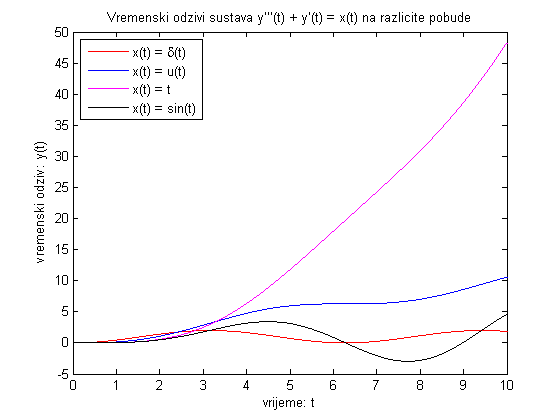 Vremenski odzivi sustava y'''(t) + y'(t) = x(t) na razlicite pobude
x(t) = δ(t)
x(t) = u(t)
x(t) = t
x(t) = sin(t)
vremenski odziv: y(t)
50
45
40
35
30
25
20
15
10
5
0
-5
0 1 2 3 4 5 6 7 8 9 10
vrijeme: t